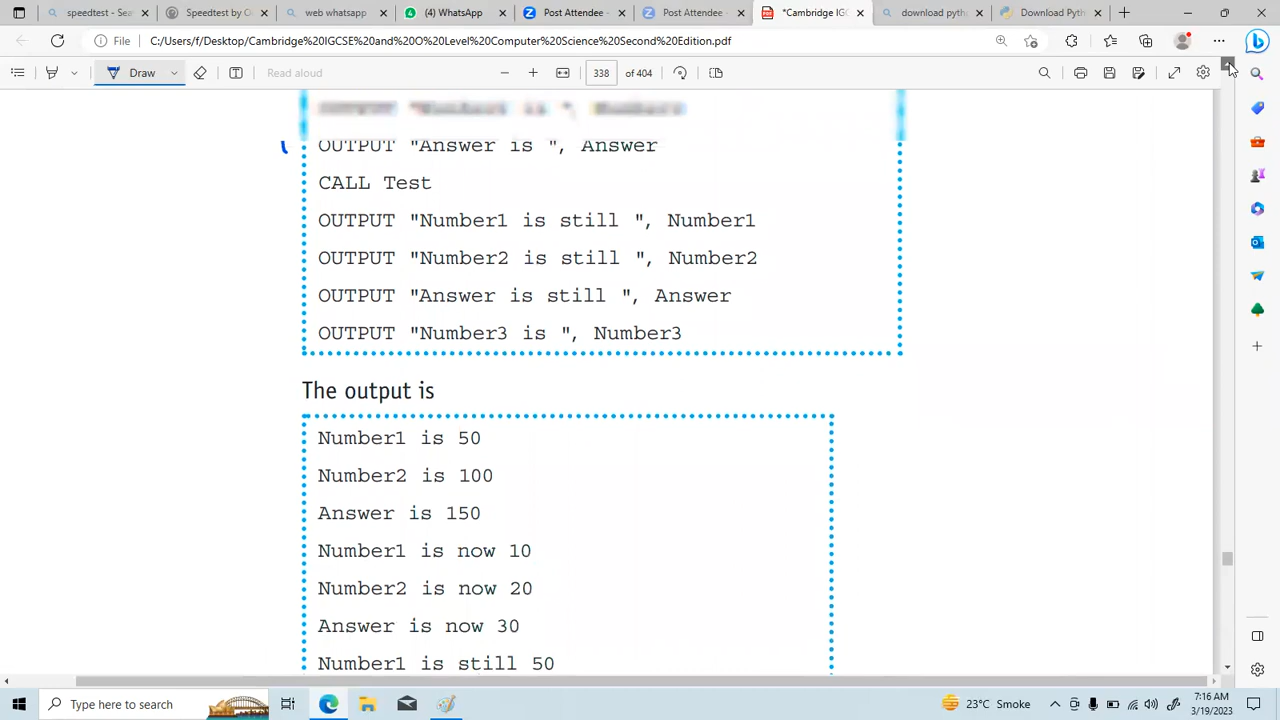 speedtest - Sea
Speedtest by O
web whatsapp
(4) WhatsApp
Post Attendee -
Post Attendee -
*Cambridge IGC
download pyth
Download Pyth
File
C:/Users/f/Desktop/Cambridge%20IGCSE%20and%20O%20Level%20Computer%20Science%20Second%20Edition.pdf
Draw
Read aloud
338 of 404
OUTPUT "Answer is ", Answer
CALL Test
OUTPUT "Number1 is still ", Number1
OUTPUT "Number2 is still ", Number2
OUTPUT "Answer is still ", Answer
OUTPUT "Number3 is ", Number3
The output is
Number1 is 50
Number2 is 100
Answer is 150
Number1 is now 10
Number2 is now 20
Answer is now 30
Number1 is still 50
Type here to search
23°C Smoke
7:16 AM
3/19/2023